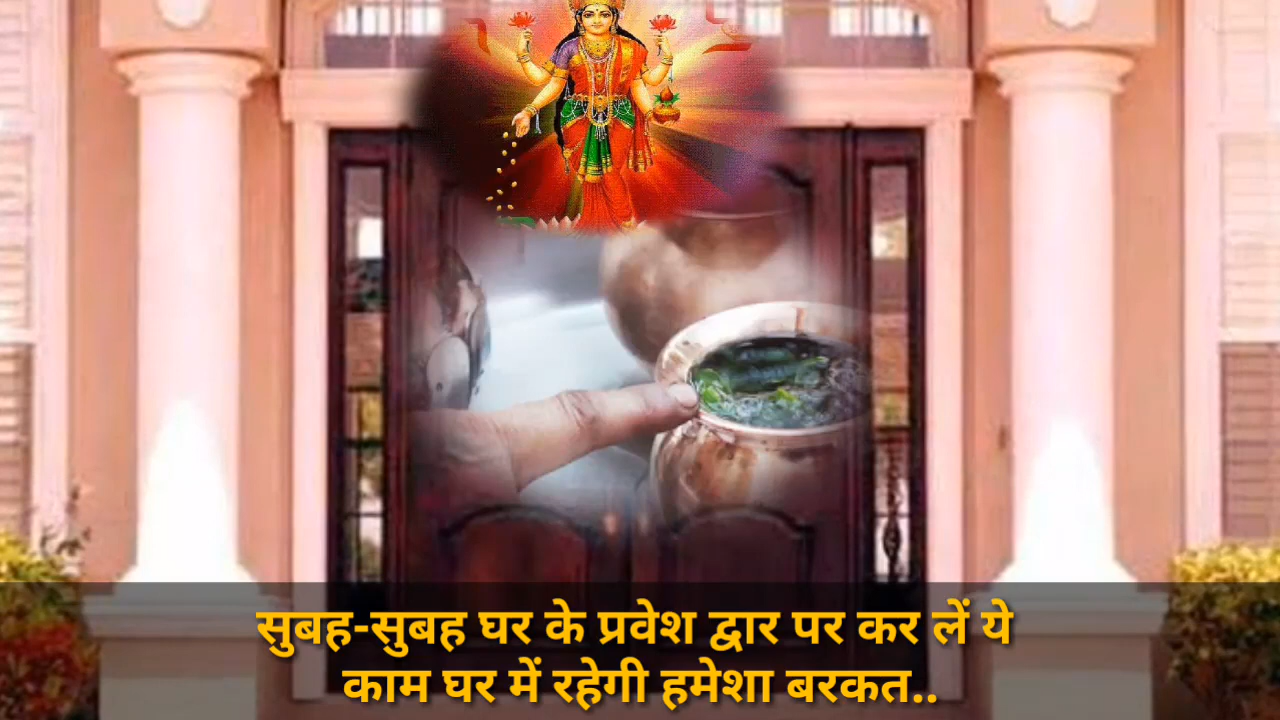 सुबह-सुबह घर के प्रवेश द्वार पर कर लें ये
काम घर में रहेगी हमेशा बरकत..